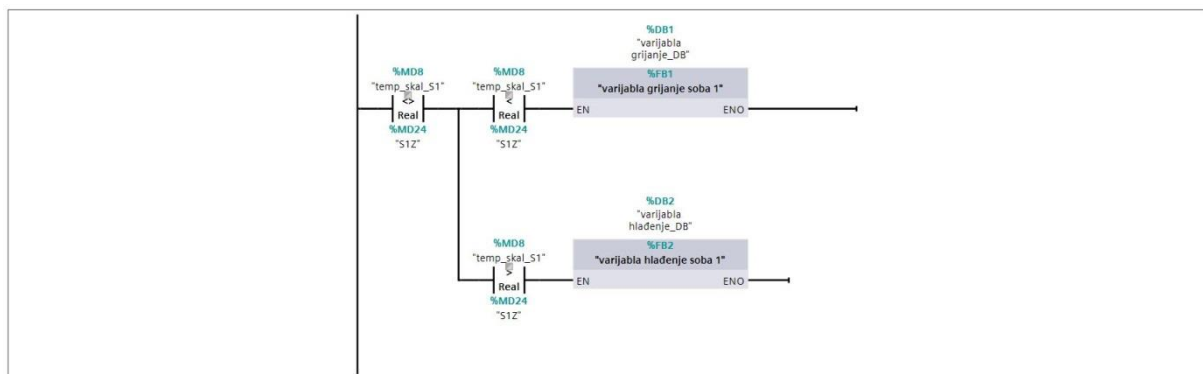 %DB1
"varijabla
grijanje_DB"
%MD8
"temp_skal_S1"
<>
Real
%MD24
"S1Z"
%MD8
"temp_skal_S1"
<
Real
%MD24
"S1Z"
%FB1
"varijabla grijanje soba 1"
EN
ENO
%DB2
"varijabla
hlađenje_DB"
%MD8
"temp_skal_S1"
>
Real
%MD24
"S1Z"
%FB2
"varijabla hlađenje soba 1"
EN
ENO